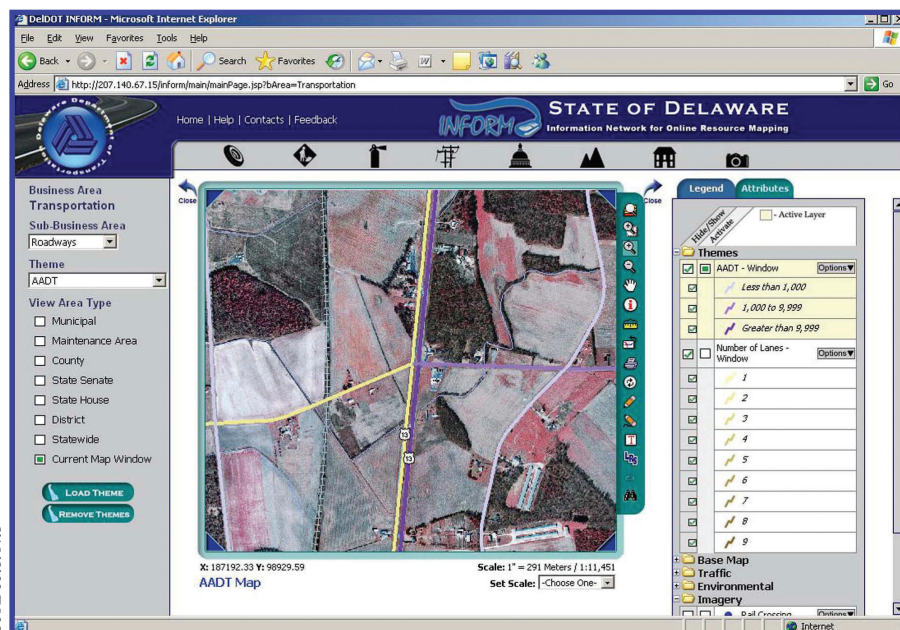 DelDOT INFORM - Microsoft Internet Explorer
File Edit View Favorites Tools Help
Back Search Favorites
Address http://207.140.67.15/inform/main/mainPage.jsp?bArea=Transportation Go
Delaware Department of Transportation
Home | Help | Contacts | Feedback
INFORM
STATE OF DELAWARE
Information Network for Online Resource Mapping
Business Area
Transportation
Sub-Business Area
Roadways
Theme
AADT
View Area Type
Municipal
Maintenance Area
County
State Senate
State House
District
Statewide
Current Map Window
LOAD THEME
REMOVE THEMES
Close
Close
13
13
X: 187192.33 Y: 98929.59
Scale: 1" = 291 Meters / 1:11,451
AADT Map
Set Scale: -Choose One-
Legend Attributes
Hide/Show
Activate
- Active Layer
Themes
AADT - Window Options
Less than 1,000
1,000 to 9,999
Greater than 9,999
Number of Lanes - Window Options
1
2
3
4
5
6
7
8
9
Base Map
Traffic
Environmental
Imagery
Rail Crossing Options
Internet